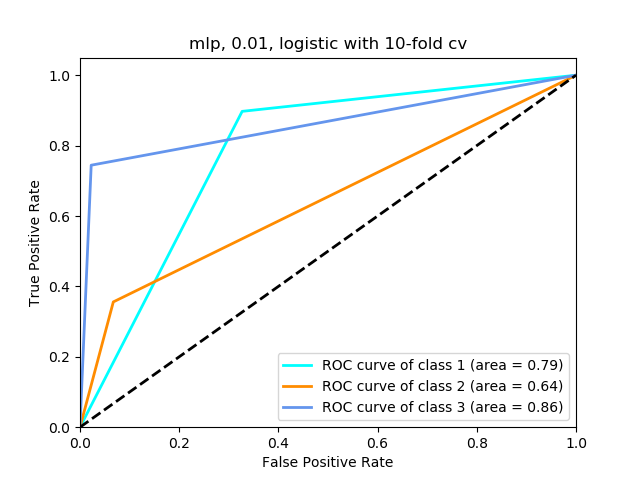 mlp, 0.01, logistic with 10-fold cv
1.0
0.8
0.6
0.4
0.2
0.0
True Positive Rate
ROC curve of class 1 (area = 0.79)
ROC curve of class 2 (area = 0.64)
ROC curve of class 3 (area = 0.86)
0.0 0.2 0.4 0.6 0.8 1.0
False Positive Rate